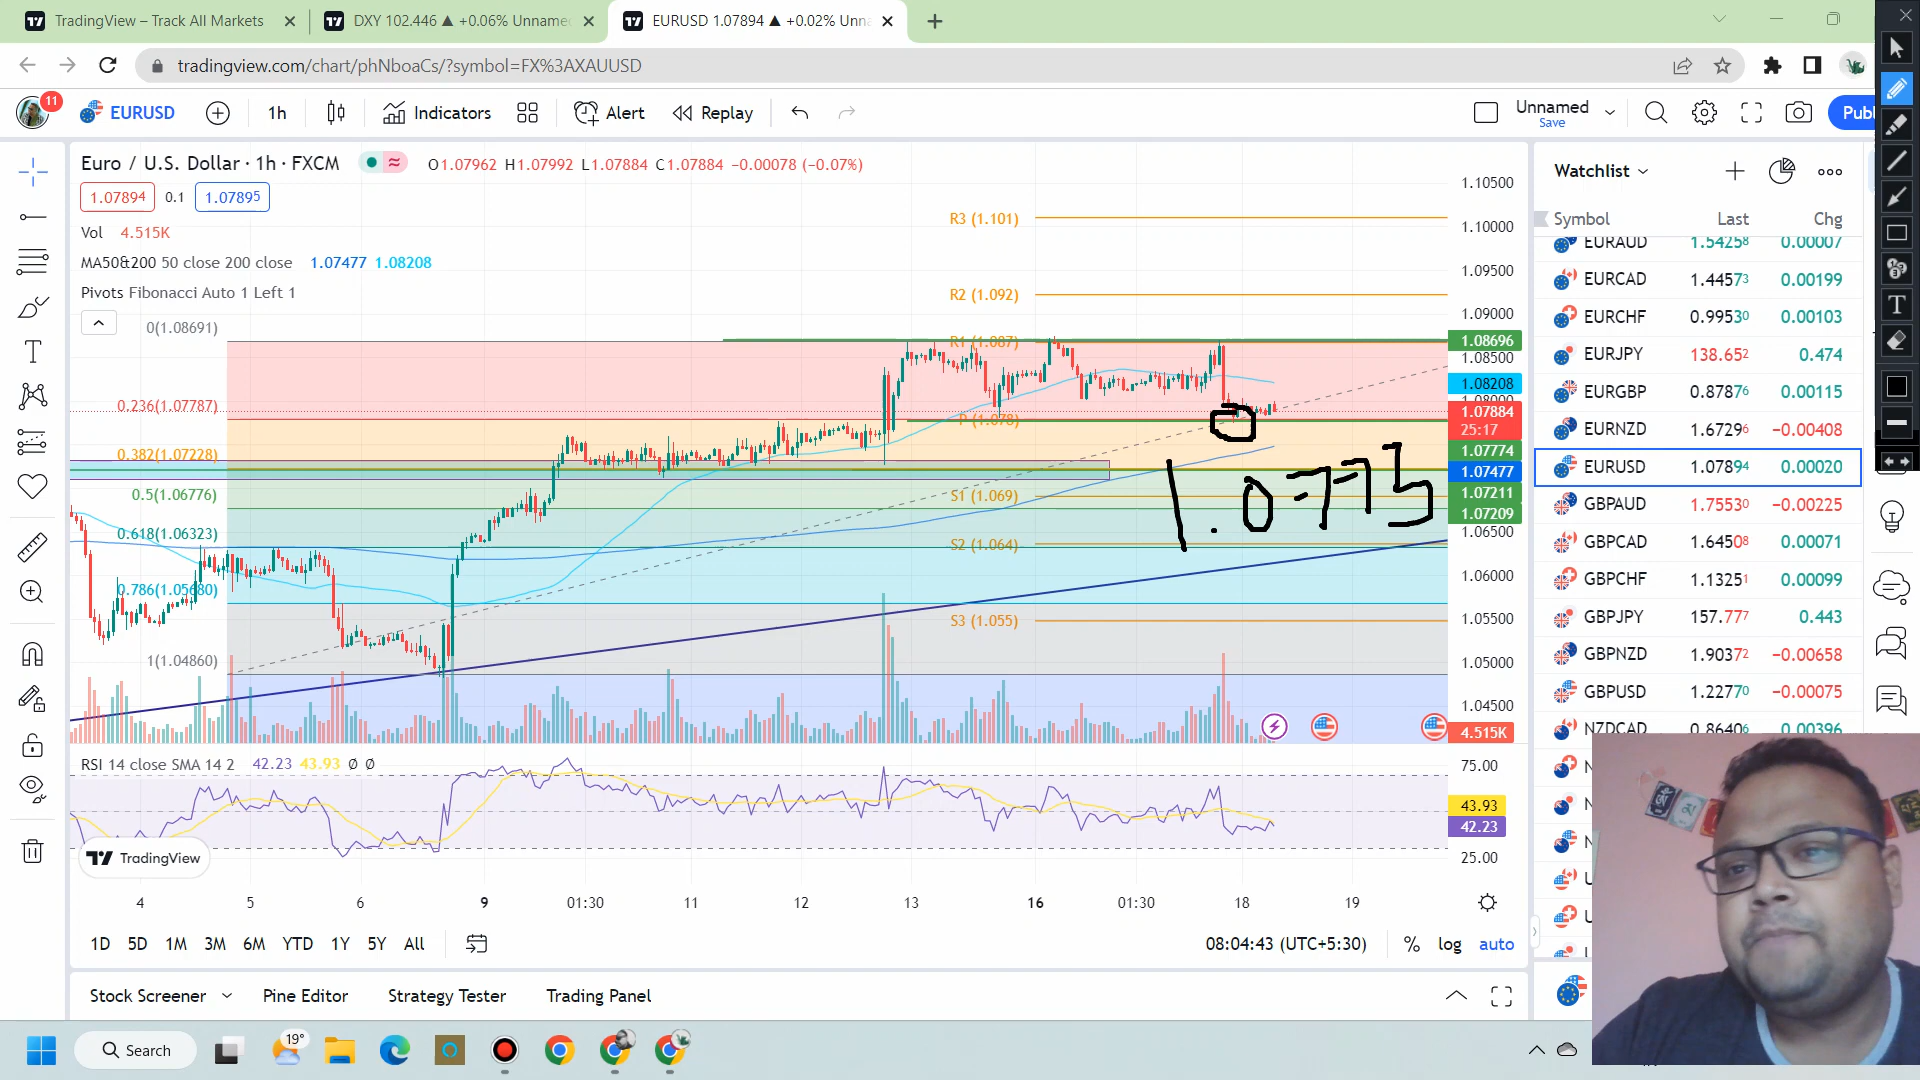 TradingView – Track All Markets
DXY 102.446 ▲ +0.06% Unname
EURUSD 1.07894 ▲ +0.02% Unn
tradingview.com/chart/phNboaCs/?symbol=FX%3AXAUUSD
11
EURUSD
1h
Indicators
Alert
Replay
Unnamed
Save
Publ
Euro / U.S. Dollar · 1h · FXCM
O1.07962 H1.07992 L1.07884 C1.07884 −0.00078 (−0.07%)
1.07894 0.1 1.07895
Vol 4.515K
MA50&200 50 close 200 close 1.07477 1.08208
Pivots Fibonacci Auto 1 Left 1
0(1.08691)
0.236(1.07787)
0.382(1.07228)
0.5(1.06776)
0.618(1.06323)
0.786(1.05680)
1(1.04860)
R3 (1.101)
R2 (1.092)
R1 (1.087)
P (1.078)
S1 (1.069)
S2 (1.064)
S3 (1.055)
1.0773
1.10500
1.10000
1.09500
1.09000
1.08696
1.08500
1.08208
1.08000
1.07884
25:17
1.07774
1.07477
1.07211
1.07209
1.06500
1.06000
1.05500
1.05000
1.04500
4.515K
RSI 14 close SMA 14 2 42.23 43.93 Ø Ø
75.00
43.93
42.23
25.00
TradingView
4 5 6 9 01:30 11 12 13 16 01:30 18 19
1D 5D 1M 3M 6M YTD 1Y 5Y All
08:04:43 (UTC+5:30)
% log auto
Stock Screener
Pine Editor
Strategy Tester
Trading Panel
Watchlist
Symbol Last Chg
EURAUD 1.54258 0.00007
EURCAD 1.44573 0.00199
EURCHF 0.99530 0.00103
EURJPY 138.652 0.474
EURGBP 0.87876 0.00115
EURNZD 1.67296 −0.00408
EURUSD 1.07894 0.00020
GBPAUD 1.75530 −0.00225
GBPCAD 1.64508 0.00071
GBPCHF 1.13251 0.00099
GBPJPY 157.777 0.443
GBPNZD 1.90372 −0.00658
GBPUSD 1.22770 −0.00075
NZDCAD 0.86406 0.00396
N
N
N
U
U
19°
Search